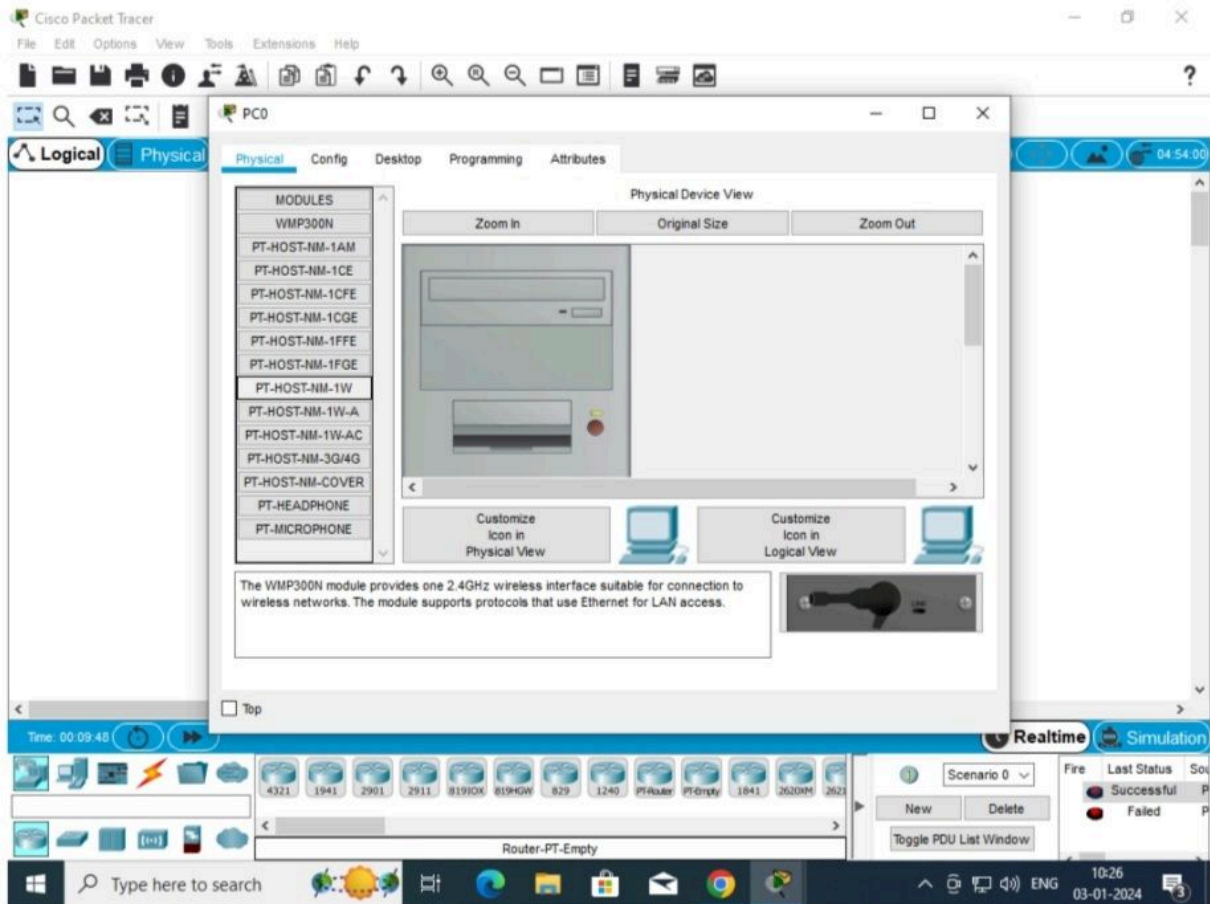 Cisco Packet Tracer
File Edit Options View Tools Extensions Help
?
PC0
Logical Physical
04:54:00
Physical Config Desktop Programming Attributes
MODULES
WMP300N
PT-HOST-NM-1AM
PT-HOST-NM-1CE
PT-HOST-NM-1CFE
PT-HOST-NM-1CGE
PT-HOST-NM-1FFE
PT-HOST-NM-1FGE
PT-HOST-NM-1W
PT-HOST-NM-1W-A
PT-HOST-NM-1W-AC
PT-HOST-NM-3G/4G
PT-HOST-NM-COVER
PT-HEADPHONE
PT-MICROPHONE
Physical Device View
Zoom In Original Size Zoom Out
Customize
Icon in
Physical View
Customize
Icon in
Logical View
The WMP300N module provides one 2.4GHz wireless interface suitable for connection to
wireless networks. The module supports protocols that use Ethernet for LAN access.
LINK
Top
Time: 00:09:48
Realtime Simulation
4321 1941 2901 2911 819IOX 819HGW 829 1240 PT-Router PT-Empty 1841 2620XM 2621
Router-PT-Empty
Scenario 0
New Delete
Toggle PDU List Window
Fire Last Status Sou
Successful P
Failed P
Type here to search
ENG
10:26
03-01-2024
3